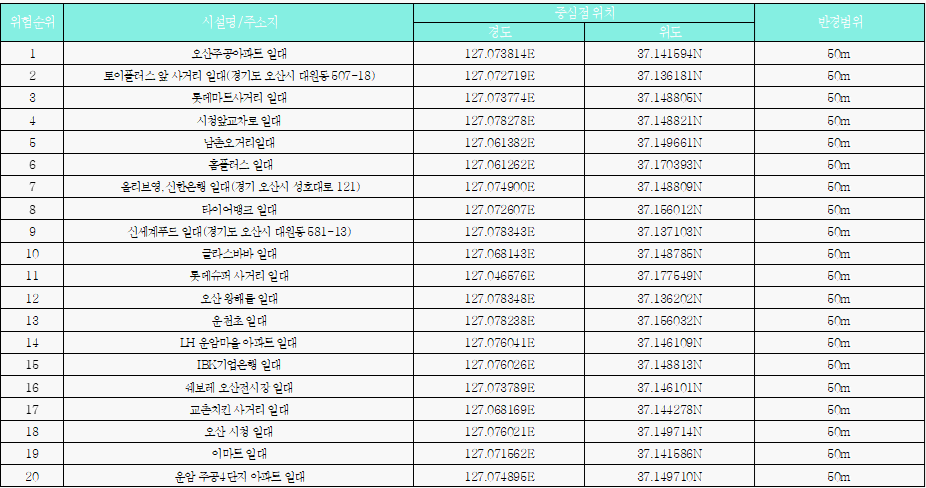 위험순위 시설명/주소지 중심점 위치 반경범위
경도 위도
1 오산주공아파트 일대 127.073814E 37.141594N 50m
2 토이플러스 앞 사거리 일대(경기도 오산시 대원동 507-18) 127.072719E 37.136181N 50m
3 롯데마트사거리 일대 127.073774E 37.148805N 50m
4 시청앞교차로 일대 127.078278E 37.148821N 50m
5 남촌오거리일대 127.061382E 37.149661N 50m
6 홈플러스 일대 127.061262E 37.170393N 50m
7 올리브영,신한은행 일대(경기 오산시 성호대로 121) 127.074900E 37.148809N 50m
8 타이어뱅크 일대 127.072607E 37.156012N 50m
9 신세계푸드 일대(경기도 오산시 대원동 581-13) 127.078343E 37.137103N 50m
10 글라스바바 일대 127.068143E 37.148785N 50m
11 롯데슈퍼 사거리 일대 127.046576E 37.177549N 50m
12 오산 왕해물 일대 127.078348E 37.136202N 50m
13 운천초 일대 127.078238E 37.156032N 50m
14 LH 운암마을 아파트 일대 127.076041E 37.146109N 50m
15 IBK기업은행 일대 127.076026E 37.148813N 50m
16 쉐보레 오산전시장 일대 127.073789E 37.146101N 50m
17 교촌치킨 사거리 일대 127.068169E 37.144278N 50m
18 오산 시청 일대 127.076021E 37.149714N 50m
19 이마트 일대 127.071562E 37.141586N 50m
20 운암 주공4단지 아파트 일대 127.074895E 37.149710N 50m